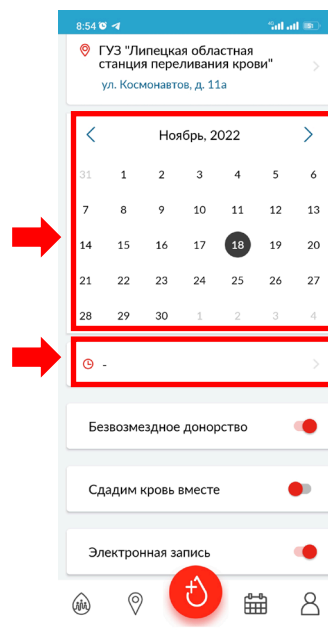 8:54
ГУЗ "Липецкая областная
станция переливания крови"
ул. Космонавтов, д. 11а
Ноябрь, 2022
31 1 2 3 4 5 6
7 8 9 10 11 12 13
14 15 16 17 18 19 20
21 22 23 24 25 26 27
28 29 30 1 2 3 4
-
Безвозмездное донорство
Сдадим кровь вместе
Электронная запись